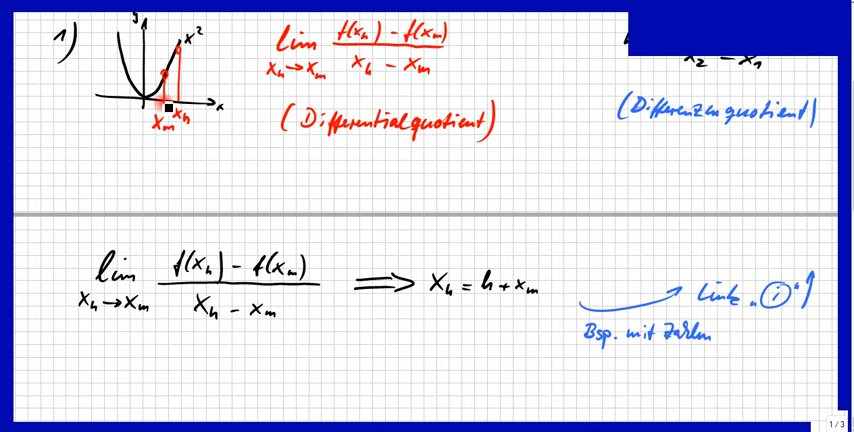 1)
y
x²
x
xₘ xₕ
lim f(xₕ) − f(xₘ)
xₕ→xₘ xₕ − xₘ
(Differentialquotient)
x₂ − x₁
(Differenzenquotient)
lim f(xₕ) − f(xₘ) ⟹ xₕ = h + xₘ
xₕ→xₘ xₕ − xₘ
Link „i“
Bsp. mit Zahlen
1 / 3